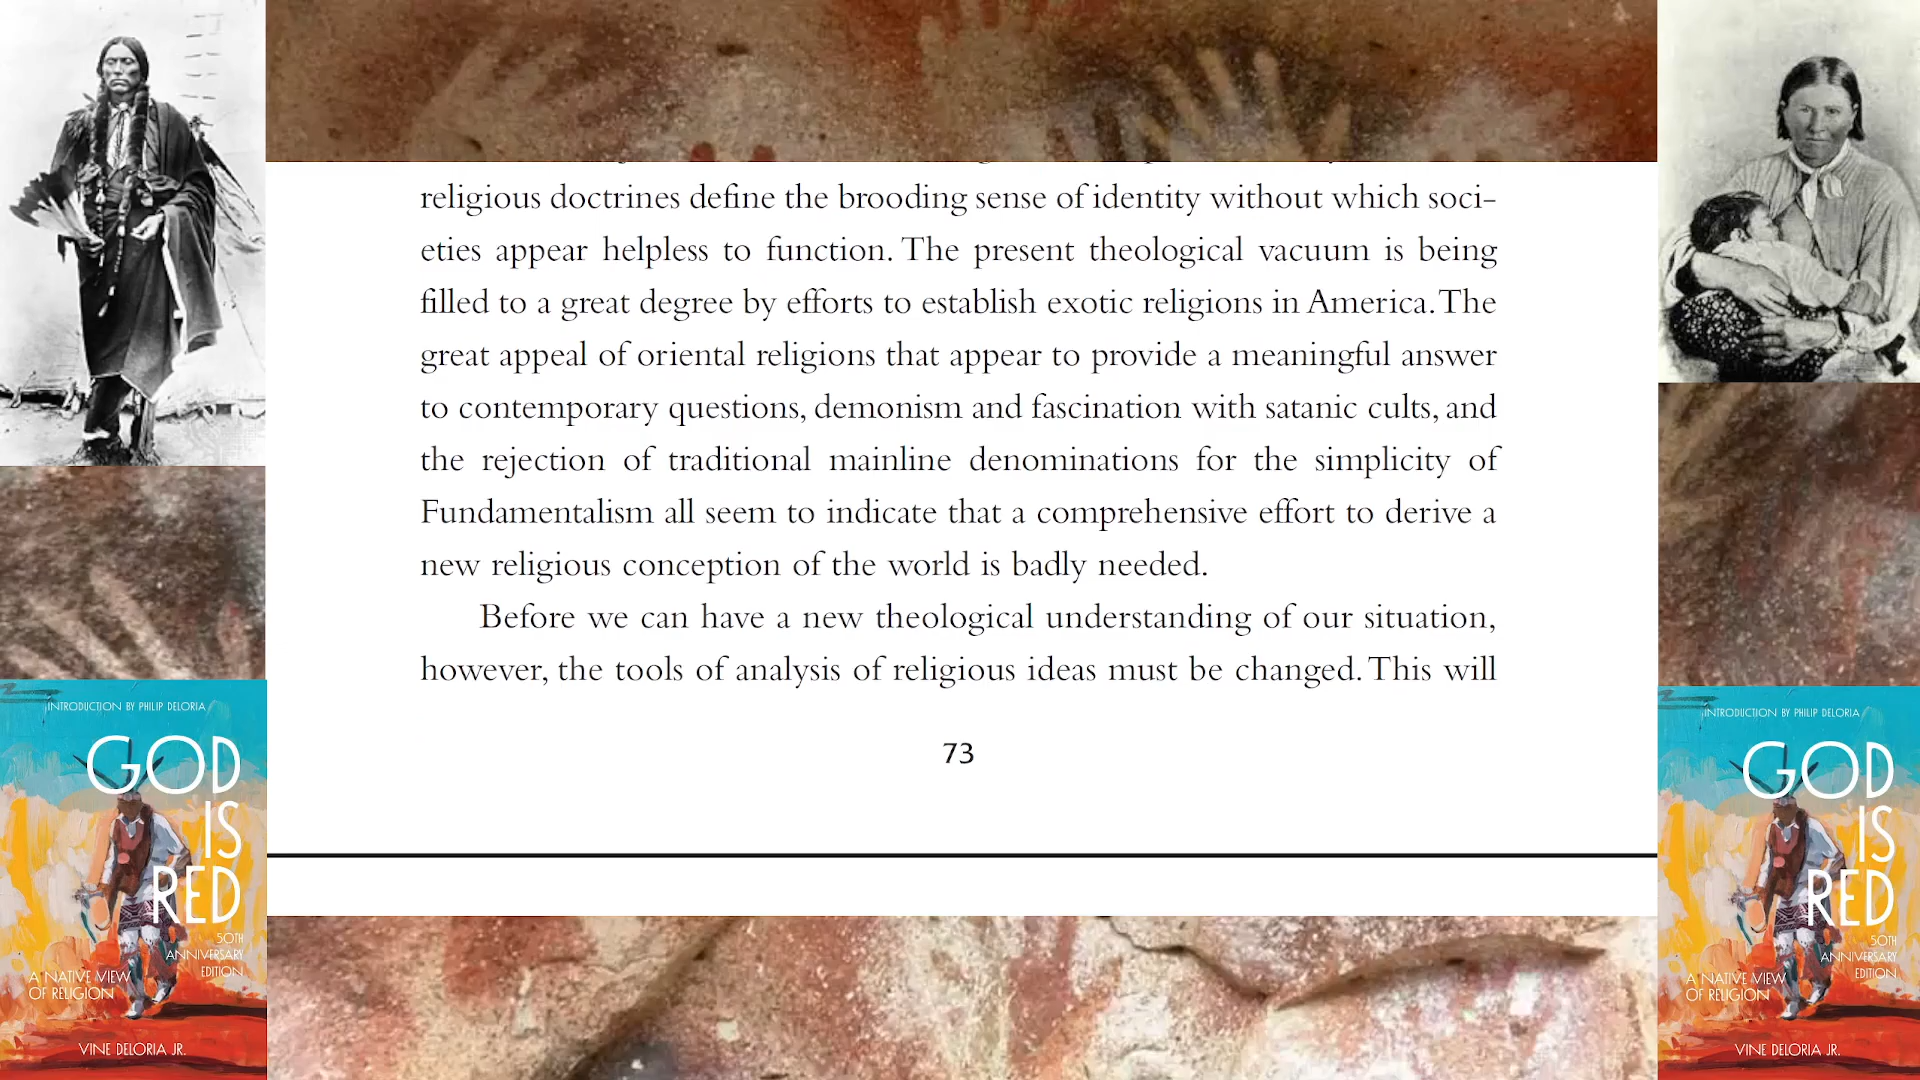 religious doctrines define the brooding sense of identity without which soci-
eties appear helpless to function. The present theological vacuum is being
filled to a great degree by efforts to establish exotic religions in America. The
great appeal of oriental religions that appear to provide a meaningful answer
to contemporary questions, demonism and fascination with satanic cults, and
the rejection of traditional mainline denominations for the simplicity of
Fundamentalism all seem to indicate that a comprehensive effort to derive a
new religious conception of the world is badly needed.
Before we can have a new theological understanding of our situation,
however, the tools of analysis of religious ideas must be changed. This will
73
INTRODUCTION BY PHILIP DELORIA
GOD
IS
RED
50TH
ANNIVERSARY
EDITION
A NATIVE VIEW
OF RELIGION
VINE DELORIA JR.
INTRODUCTION BY PHILIP DELORIA
GOD
IS
RED
50TH
ANNIVERSARY
EDITION
A NATIVE VIEW
OF RELIGION
VINE DELORIA JR.